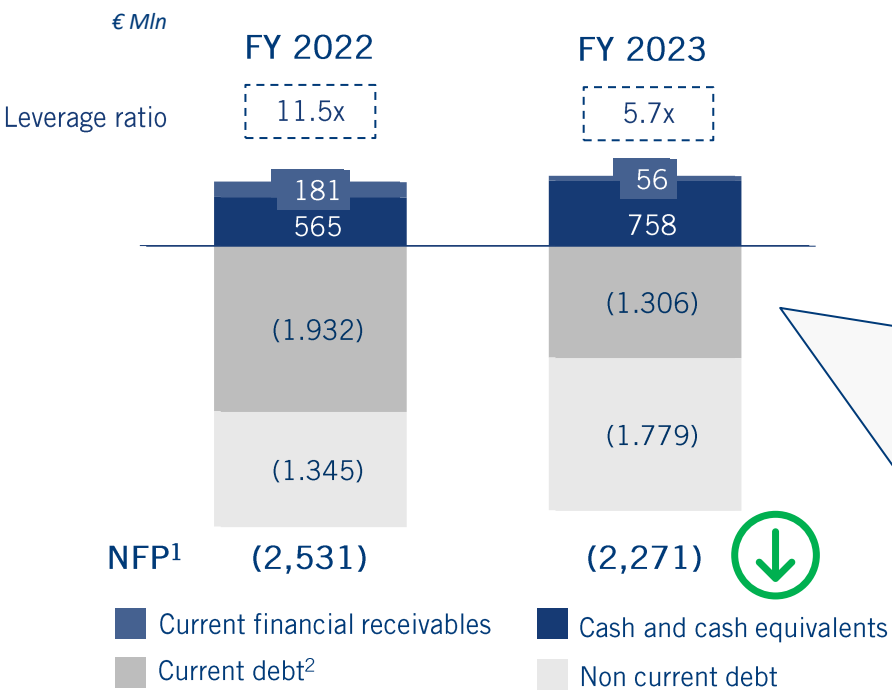 € Mln
FY 2022 FY 2023
Leverage ratio 11.5x 5.7x
181 56
565 758
(1.932) (1.306)
(1.345) (1.779)
NFP¹ (2,531) (2,271)
Current financial receivables Cash and cash equivalents
Current debt² Non current debt